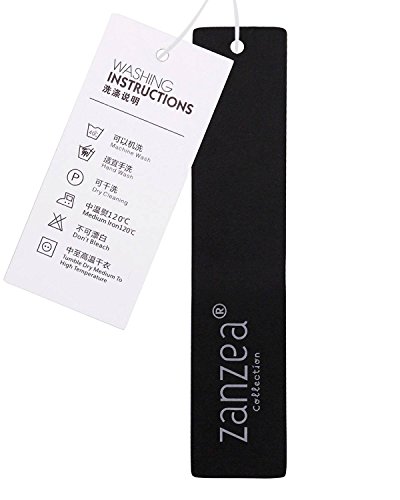 WASHING
INSTRUCTIONS
洗涤说明
可以机洗
Machine Wash
适宜手洗
Hand Wash
P
可干洗
Dry Cleaning
中温熨120℃
Medium Iron120℃
不可漂白
Don't Bleach
中至高温干衣
Tumble Dry Medium To
High Temperature
zanzea®
Collection